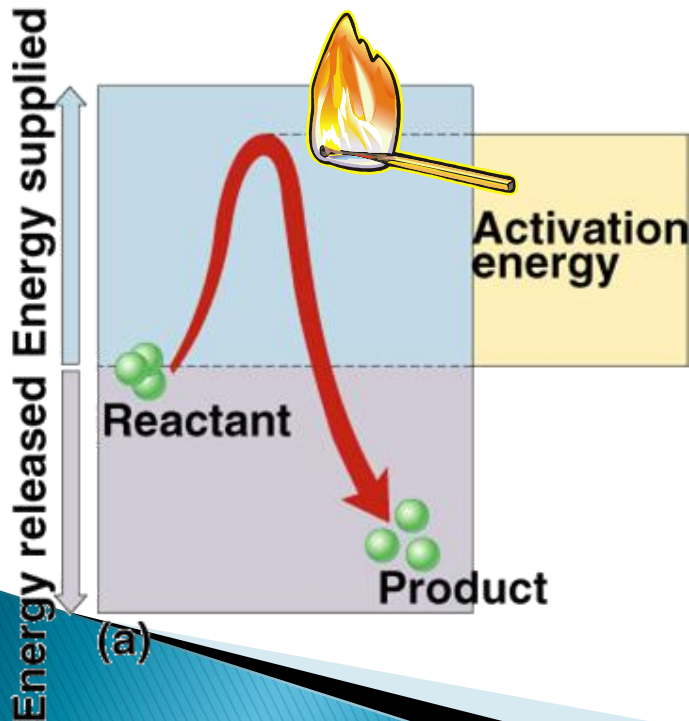 Energy supplied
Energy released
Activation
energy
Reactant
Product
(a)